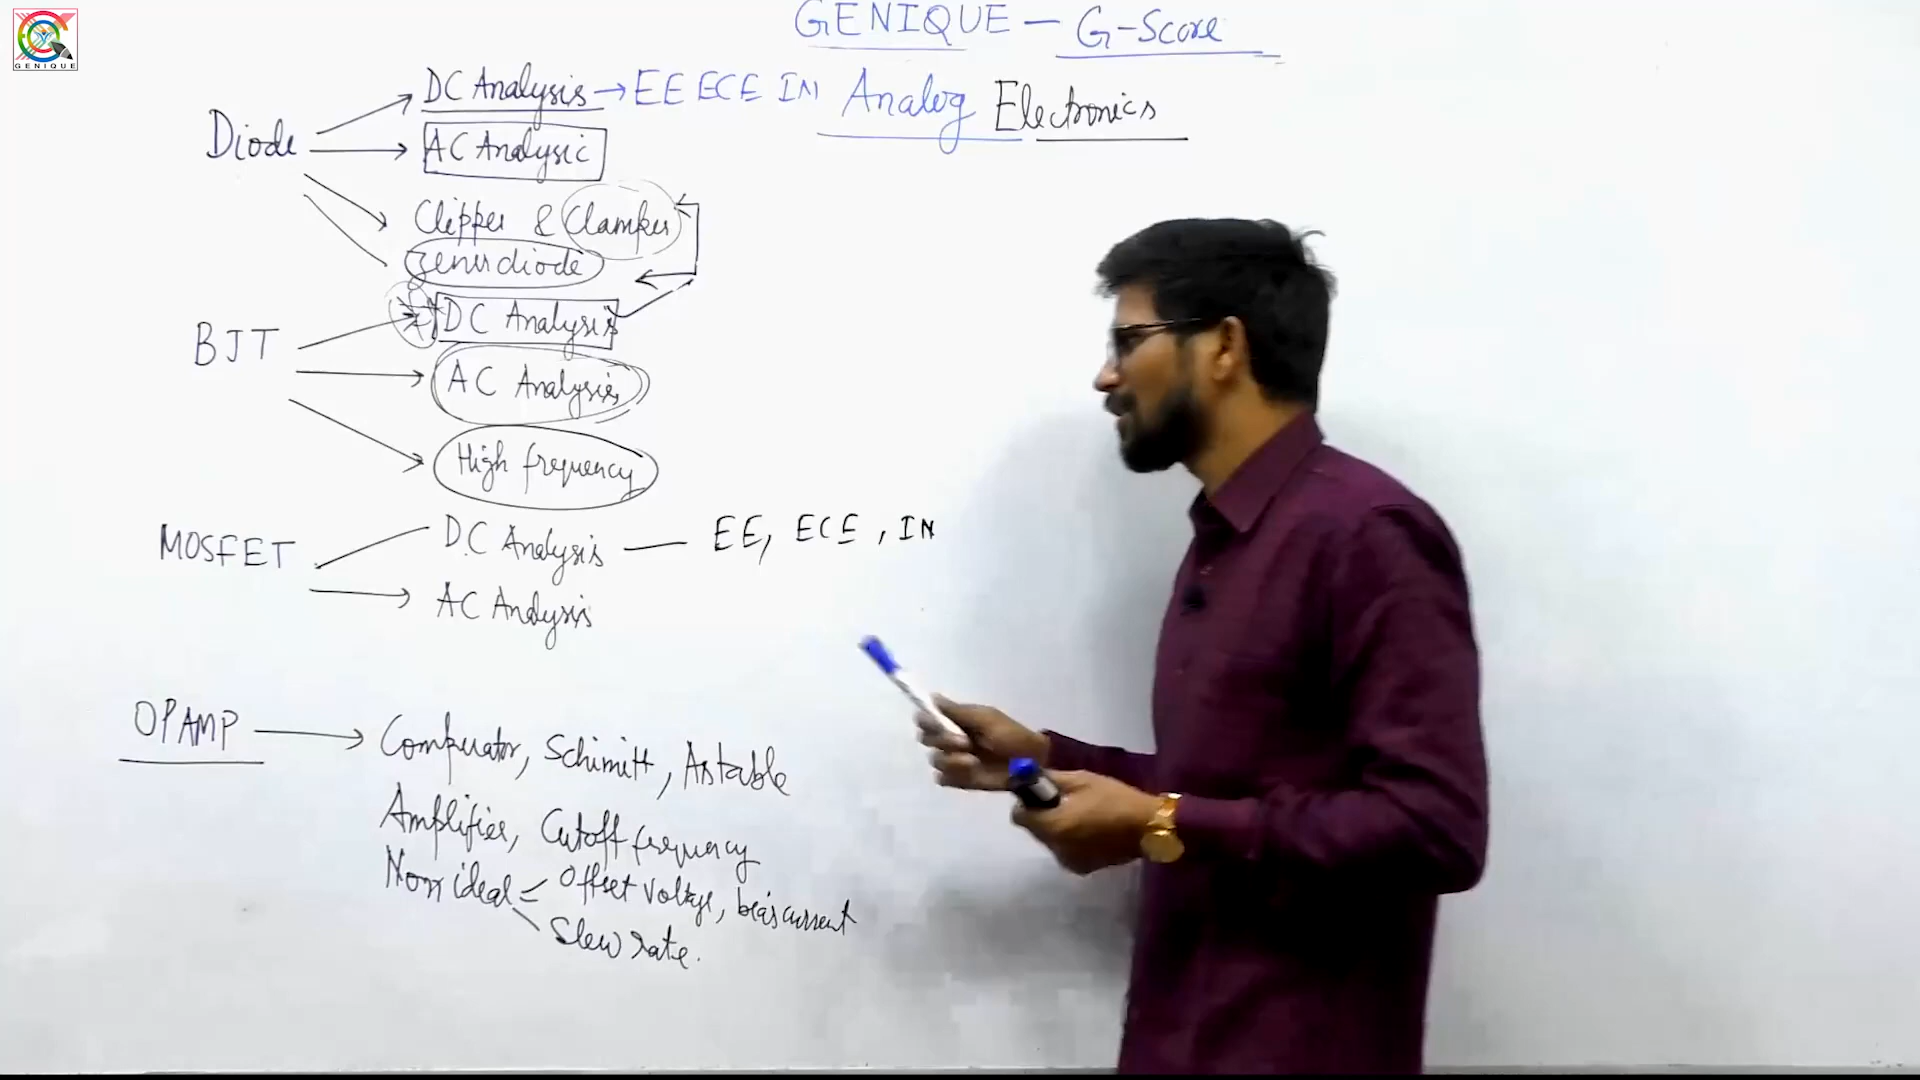 GENIQUE
GENIQUE — G-Score
DC Analysis → EE ECE IN Analog Electronics
Diode
AC Analysis
Clipper & Clamper
Zener diode
DC Analysis
BJT
AC Analysis
High frequency
MOSFET
D.C Analysis — EE, ECE, IN
AC Analysis
OPAMP → Comparator, Schimitt, Astable
Amplifier, Cutoff frequency
Non ideal = Offset voltage, bias current
Slew rate.